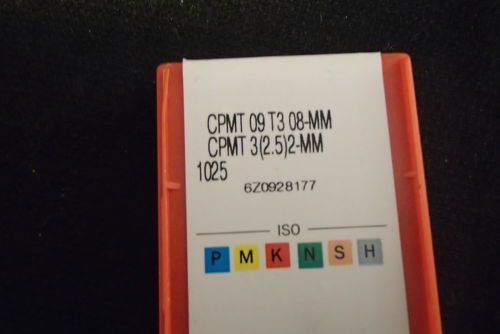 CPMT 09 T3 08-MM
CPMT 3(2.5)2-MM
1025
6Z0928177
ISO
P M K N S H